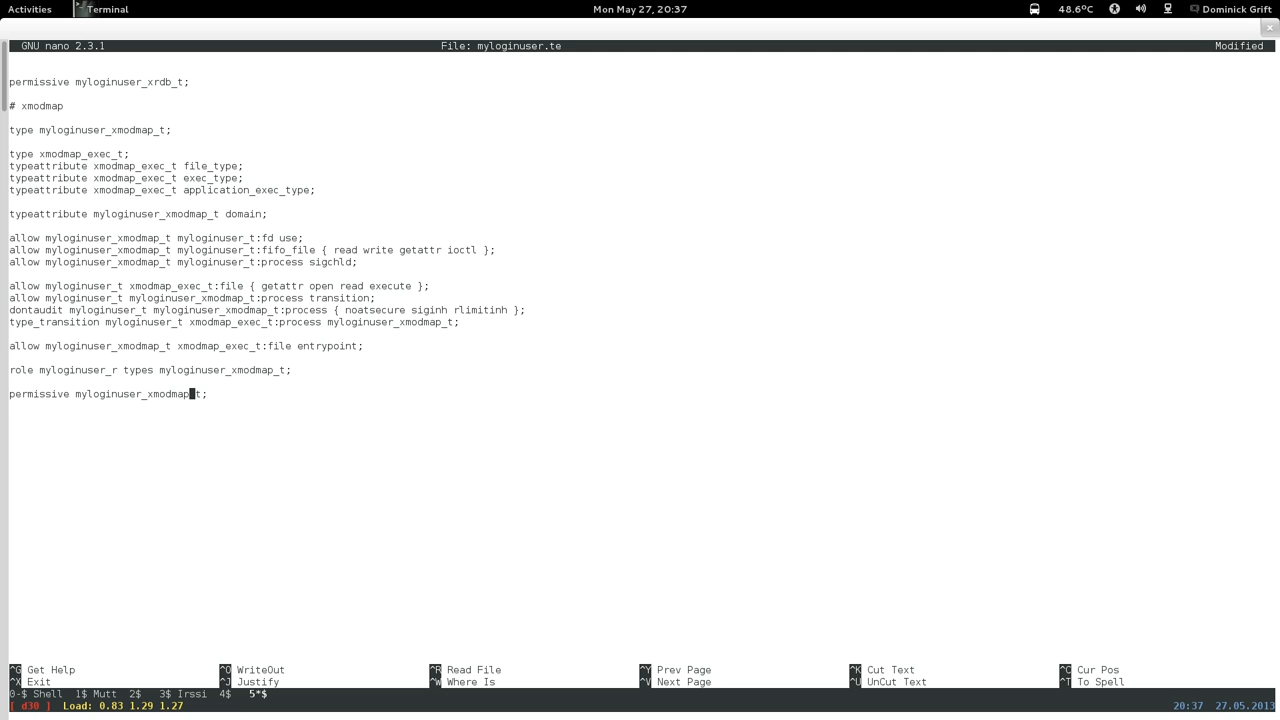 Activities Terminal Mon May 27, 20:37 48.6ºC Dominick Grift
GNU nano 2.3.1 File: myloginuser.te Modified
permissive myloginuser_xrdb_t;
# xmodmap
type myloginuser_xmodmap_t;
type xmodmap_exec_t;
typeattribute xmodmap_exec_t file_type;
typeattribute xmodmap_exec_t exec_type;
typeattribute xmodmap_exec_t application_exec_type;
typeattribute myloginuser_xmodmap_t domain;
allow myloginuser_xmodmap_t myloginuser_t:fd use;
allow myloginuser_xmodmap_t myloginuser_t:fifo_file { read write getattr ioctl };
allow myloginuser_xmodmap_t myloginuser_t:process sigchld;
allow myloginuser_t xmodmap_exec_t:file { getattr open read execute };
allow myloginuser_t myloginuser_xmodmap_t:process transition;
dontaudit myloginuser_t myloginuser_xmodmap_t:process { noatsecure siginh rlimitinh };
type_transition myloginuser_t xmodmap_exec_t:process myloginuser_xmodmap_t;
allow myloginuser_xmodmap_t xmodmap_exec_t:file entrypoint;
role myloginuser_r types myloginuser_xmodmap_t;
permissive myloginuser_xmodmap_t;
^G Get Help ^O WriteOut ^R Read File ^Y Prev Page ^K Cut Text ^C Cur Pos
^X Exit ^J Justify ^W Where Is ^V Next Page ^U UnCut Text ^T To Spell
0-$ Shell 1$ Mutt 2$ 3$ Irssi 4$ 5*$
[ d30 ] Load: 0.83 1.29 1.27 20:37 27.05.2013